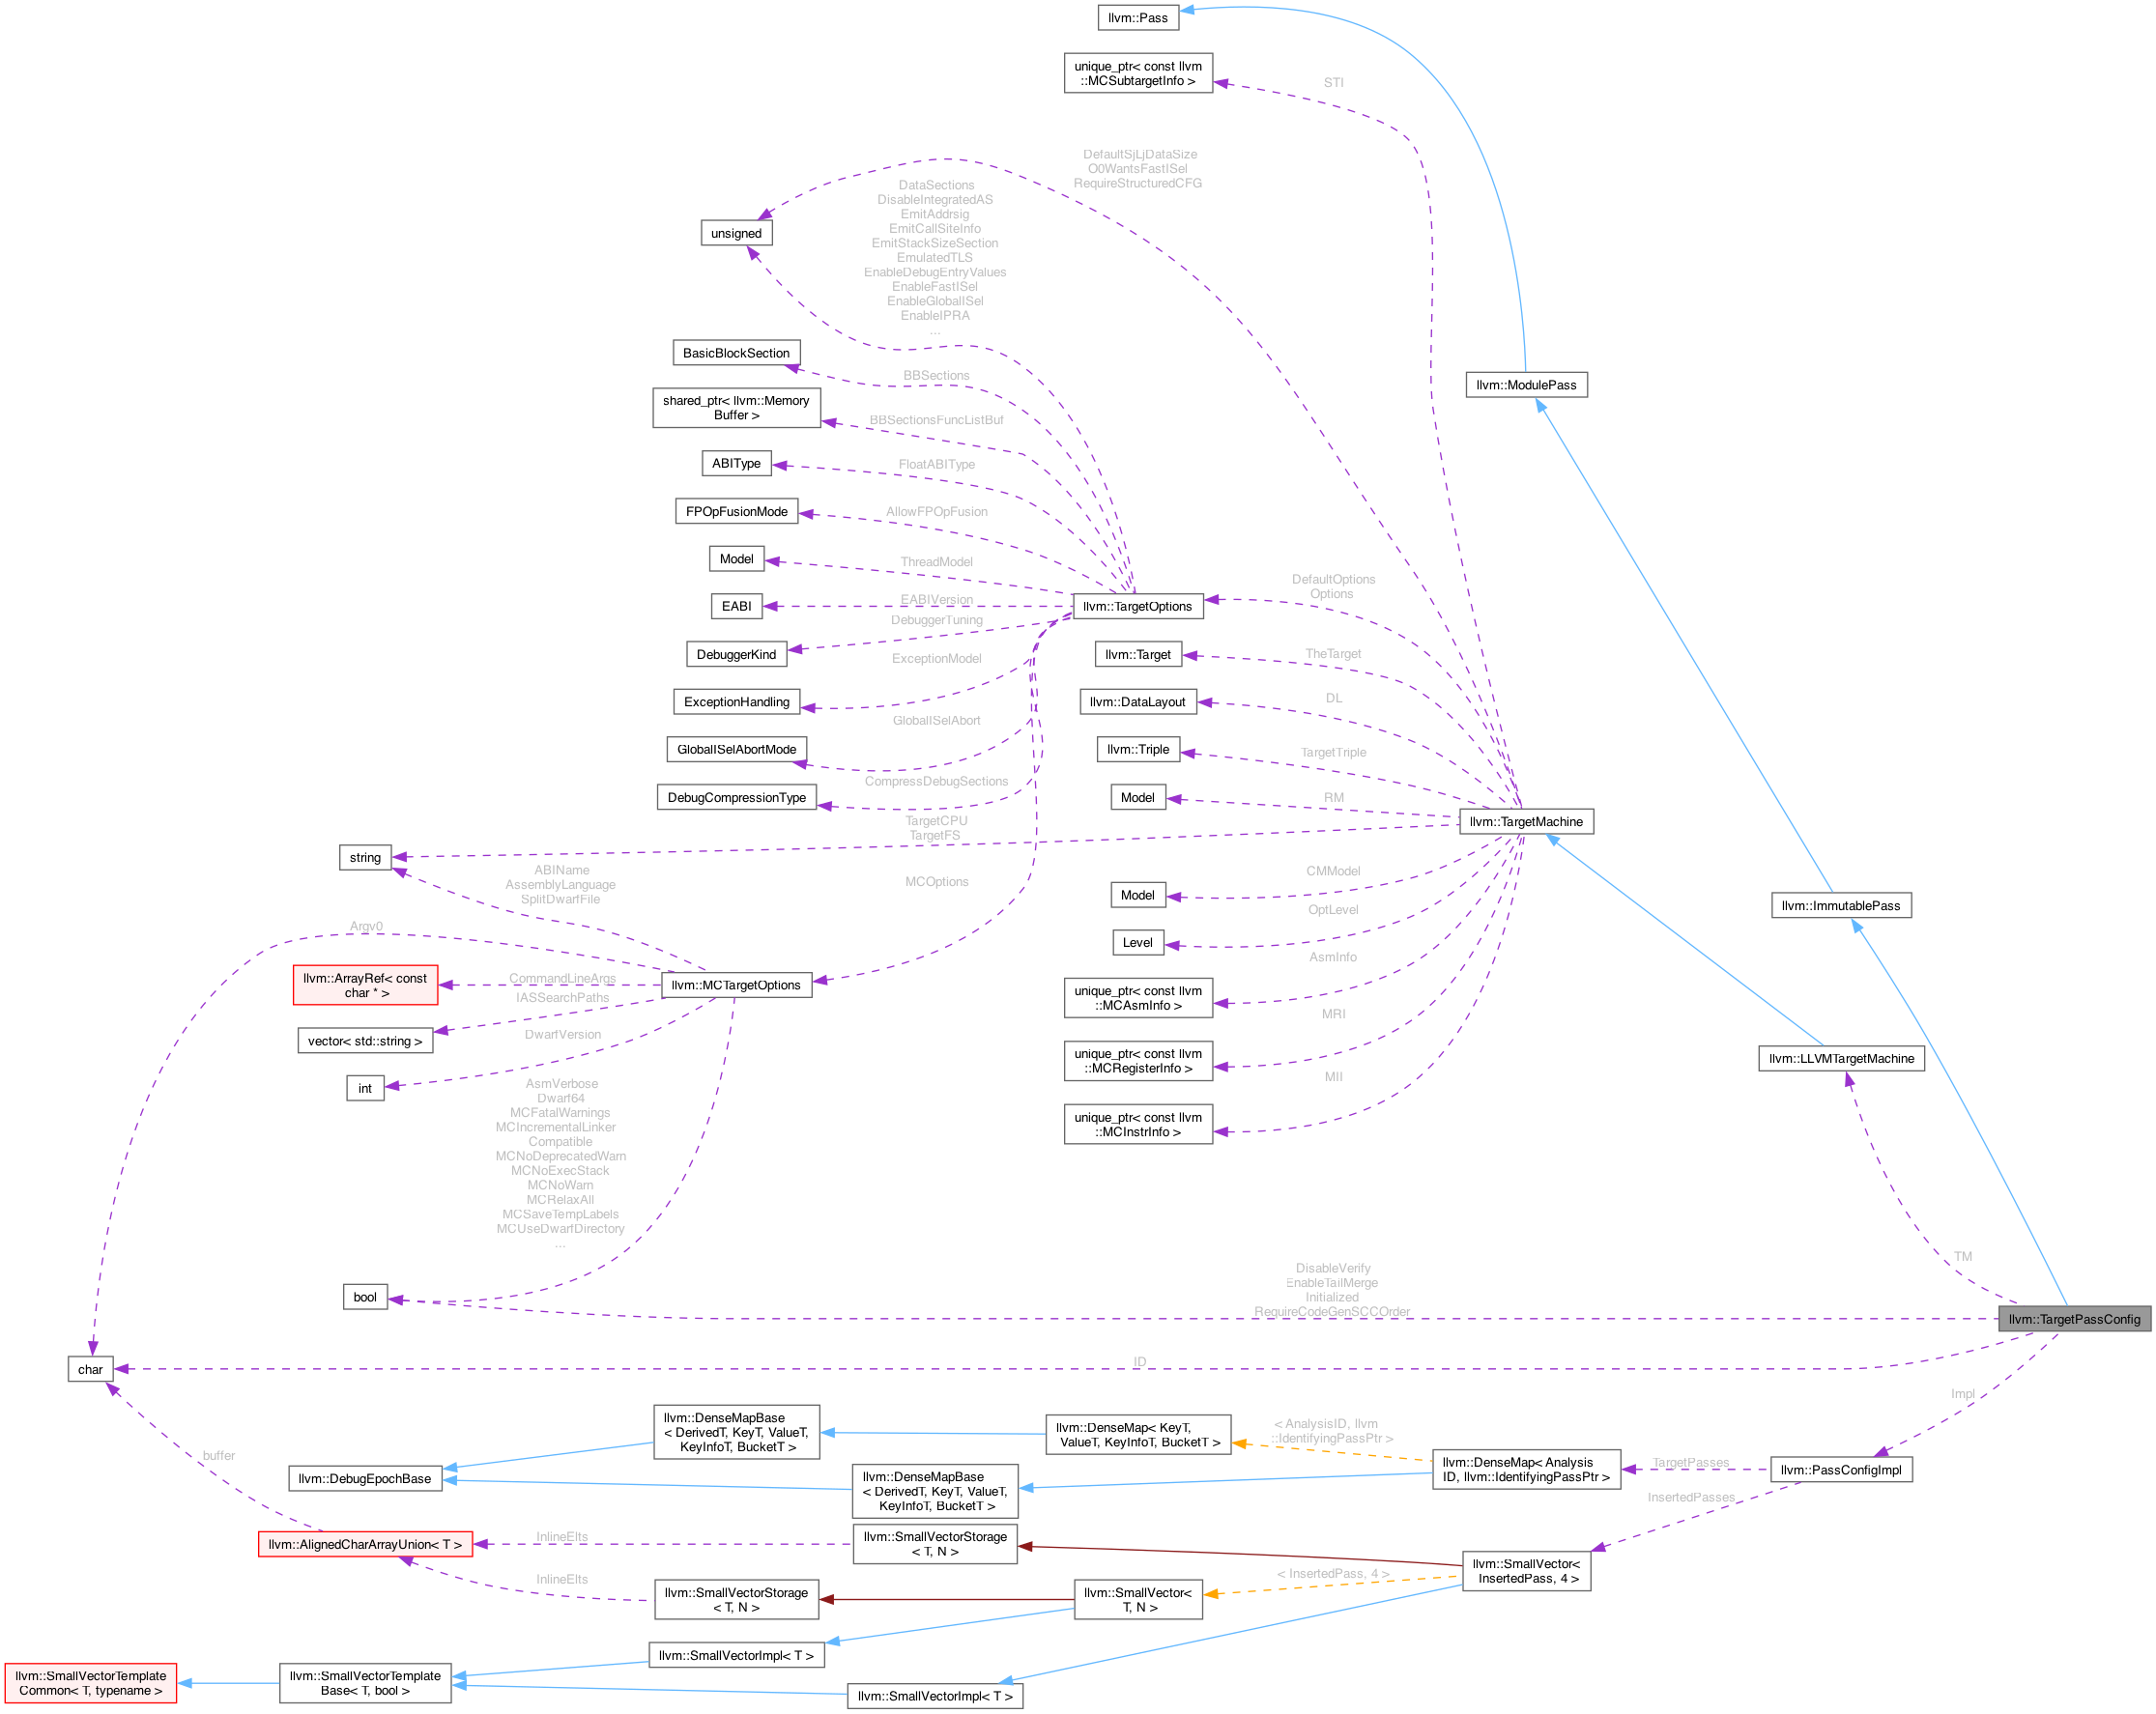 llvm::Pass
unique_ptr< const llvm
::MCSubtargetInfo >
STI
DefaultSjLjDataSize
O0WantsFastISel
RequireStructuredCFG
DataSections
DisableIntegratedAS
EmitAddrsig
EmitCallSiteInfo
EmitStackSizeSection
EmulatedTLS
EnableDebugEntryValues
EnableFastISel
EnableGlobalISel
EnableIPRA
...
unsigned
BasicBlockSection
BBSections
llvm::ModulePass
shared_ptr< llvm::Memory
Buffer >
BBSectionsFuncListBuf
ABIType
FloatABIType
FPOpFusionMode
AllowFPOpFusion
Model
ThreadModel
DefaultOptions
Options
EABI
EABIVersion
llvm::TargetOptions
DebuggerTuning
DebuggerKind
ExceptionModel
llvm::Target
TheTarget
ExceptionHandling
llvm::DataLayout
DL
GlobalISelAbort
GlobalISelAbortMode
llvm::Triple
TargetTriple
CompressDebugSections
DebugCompressionType
Model
RM
TargetCPU
TargetFS
llvm::TargetMachine
string
ABIName
AssemblyLanguage
SplitDwarfFile
MCOptions
CMModel
Model
OptLevel
llvm::ImmutablePass
Argv0
Level
AsmInfo
llvm::ArrayRef< const
char * >
CommandLineArgs
IASSearchPaths
llvm::MCTargetOptions
unique_ptr< const llvm
::MCAsmInfo >
MRI
vector< std::string >
DwarfVersion
unique_ptr< const llvm
::MCRegisterInfo >
llvm::LLVMTargetMachine
MII
int
unique_ptr< const llvm
::MCInstrInfo >
AsmVerbose
Dwarf64
MCFatalWarnings
MCIncrementalLinker
Compatible
MCNoDeprecatedWarn
MCNoExecStack
MCNoWarn
MCRelaxAll
MCSaveTempLabels
MCUseDwarfDirectory
...
TM
bool
DisableVerify
EnableTailMerge
Initialized
RequireCodeGenSCCOrder
llvm::TargetPassConfig
char
ID
Impl
llvm::DenseMapBase
< DerivedT, KeyT, ValueT,
KeyInfoT, BucketT >
llvm::DenseMap< KeyT,
ValueT, KeyInfoT, BucketT >
< AnalysisID, llvm
::IdentifyingPassPtr >
buffer
llvm::DebugEpochBase
llvm::DenseMapBase
< DerivedT, KeyT, ValueT,
KeyInfoT, BucketT >
llvm::DenseMap< Analysis
ID, llvm::IdentifyingPassPtr >
TargetPasses
llvm::PassConfigImpl
InsertedPasses
llvm::AlignedCharArrayUnion< T >
InlineElts
llvm::SmallVectorStorage
< T, N >
InlineElts
llvm::SmallVectorStorage
< T, N >
llvm::SmallVector<
T, N >
< InsertedPass, 4 >
llvm::SmallVector<
InsertedPass, 4 >
llvm::SmallVectorImpl< T >
llvm::SmallVectorTemplate
Common< T, typename >
llvm::SmallVectorTemplate
Base< T, bool >
llvm::SmallVectorImpl< T >